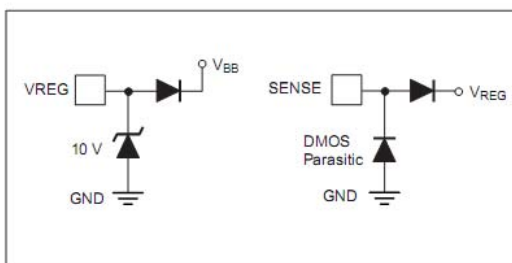 VREG
VBB
10 V
GND
SENSE
VREG
DMOS
Parasitic
GND